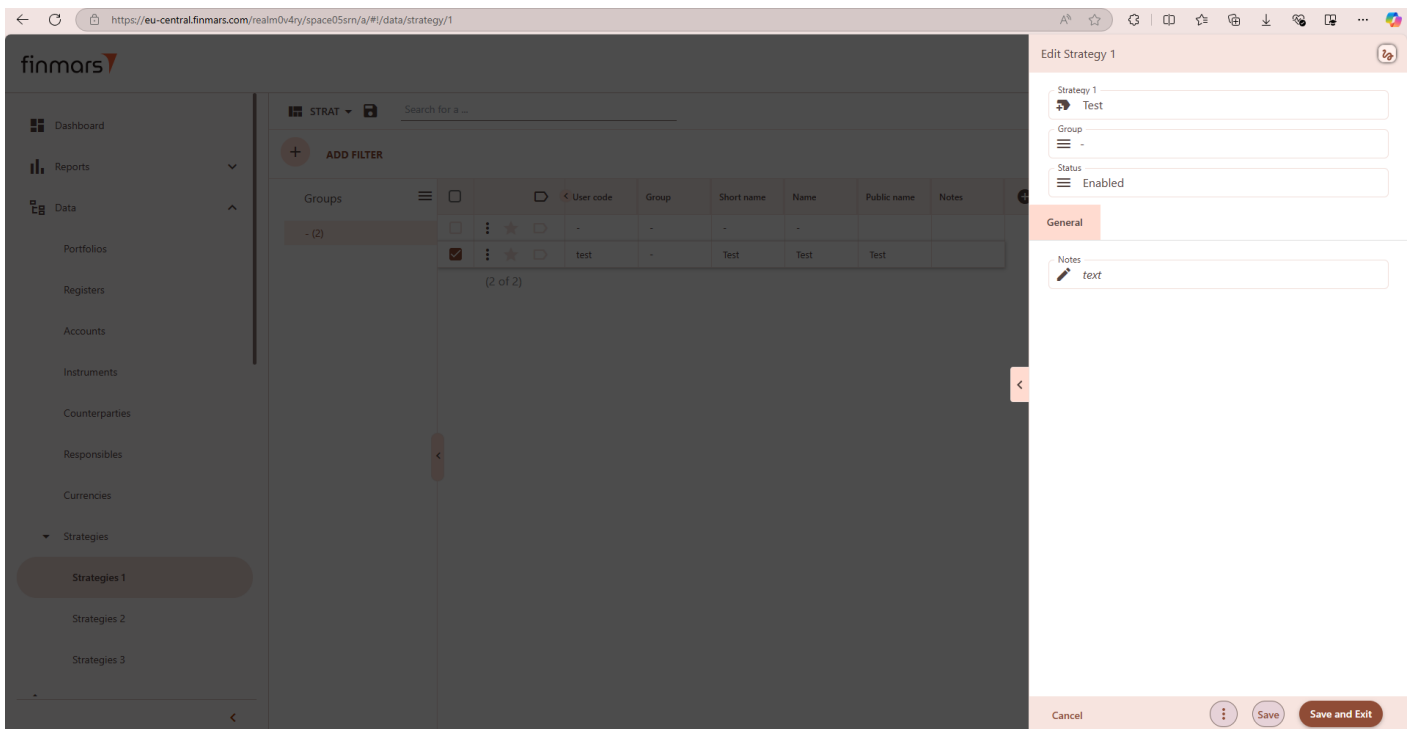 https://eu-central.finmars.com/realm0v4ry/space05srn/a/#!/data/strategy/1
finmars
Dashboard
Reports
Data
Portfolios
Registers
Accounts
Instruments
Counterparties
Responsibles
Currencies
Strategies
Strategies 1
Strategies 2
Strategies 3
STRAT
Search for a ...
ADD FILTER
Groups
- (2)
User code Group Short name Name Public name Notes
- - - -
test - Test Test Test
(2 of 2)
Edit Strategy 1
Strategy 1
Test
Group
-
Status
Enabled
General
Notes
text
Cancel
Save
Save and Exit